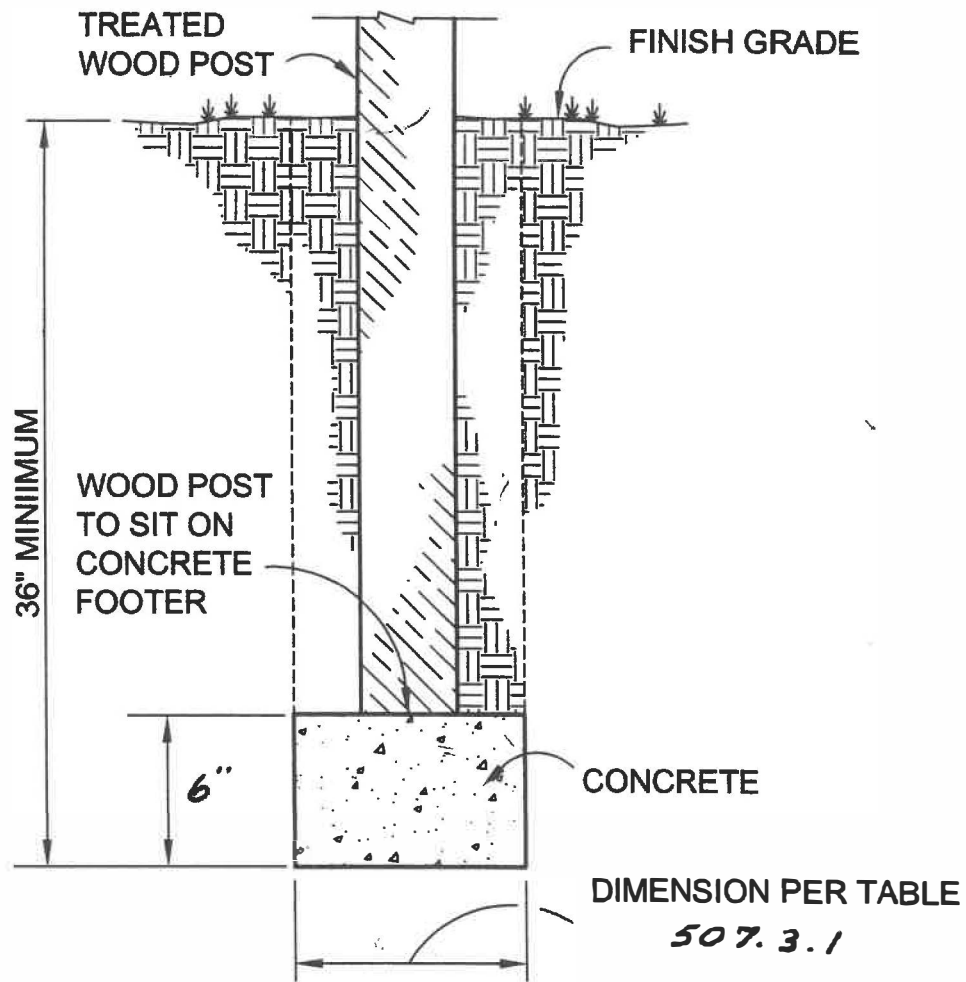 TREATED
WOOD POST
FINISH GRADE
36" MINIIMUM
WOOD POST
TO SIT ON
CONCRETE
FOOTER
6"
CONCRETE
DIMENSION PER TABLE
507.3.1